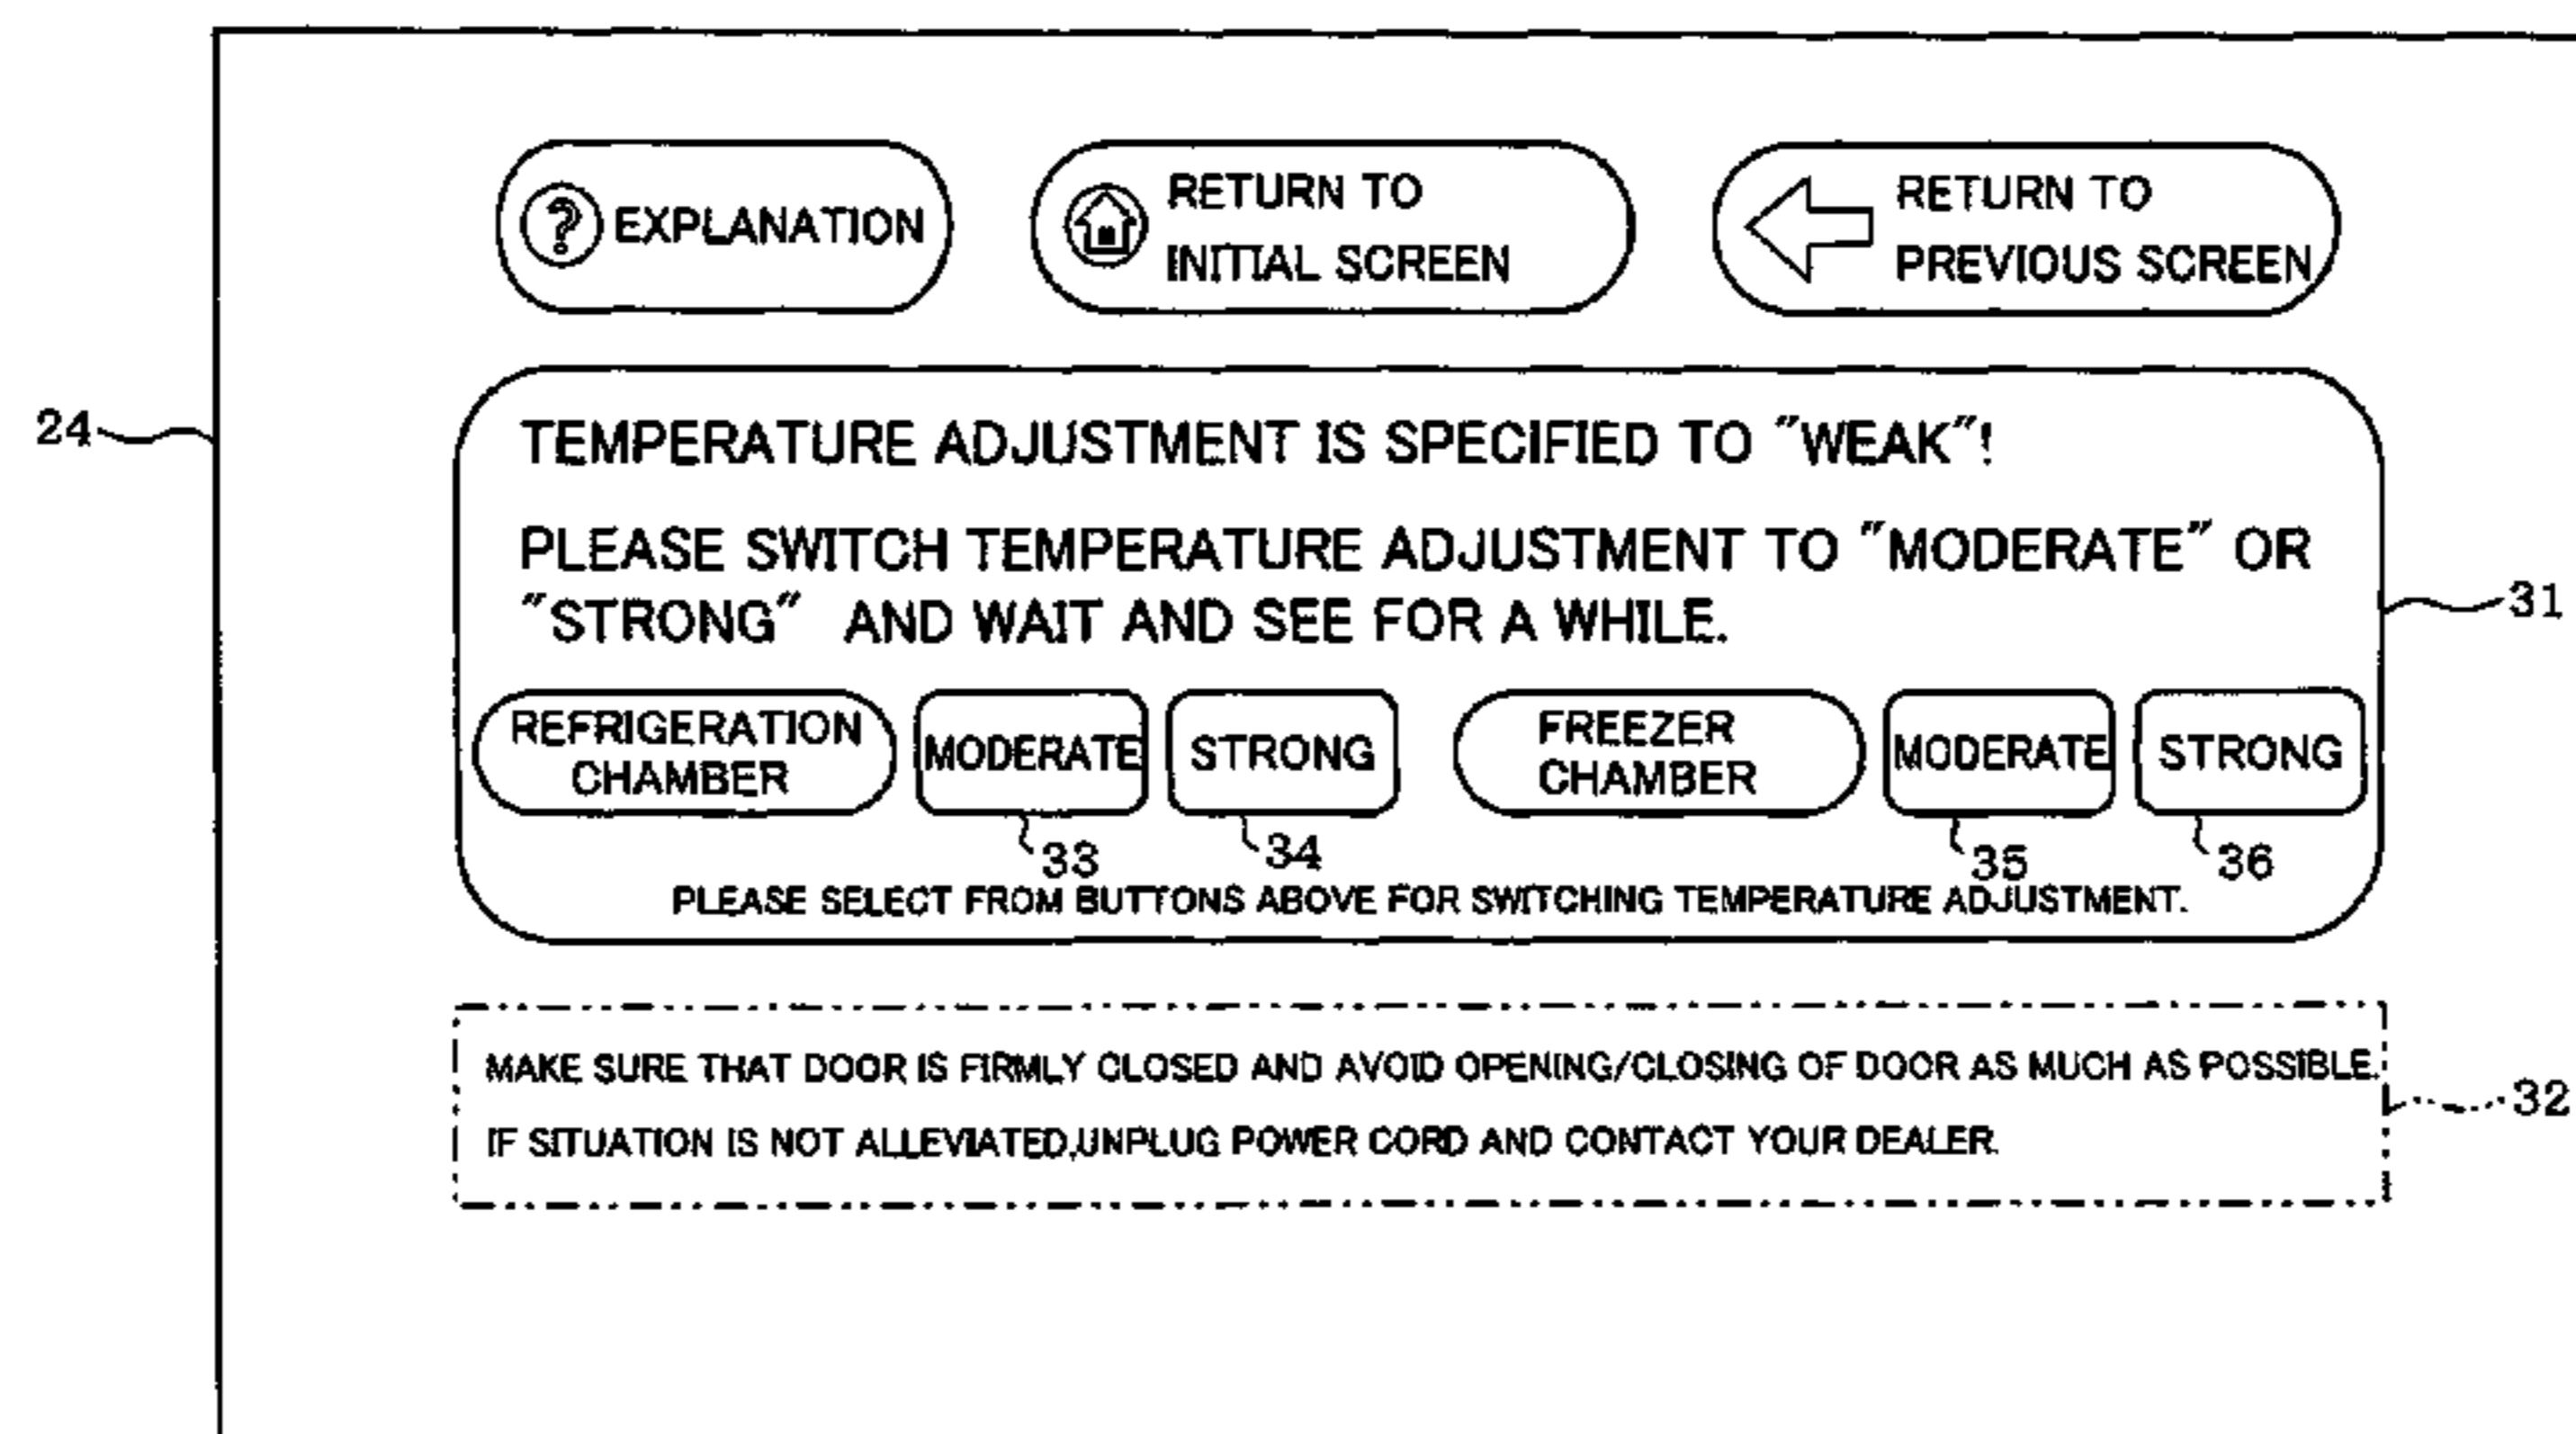 ? EXPLANATION
RETURN TO
INITIAL SCREEN
RETURN TO
PREVIOUS SCREEN
24
TEMPERATURE ADJUSTMENT IS SPECIFIED TO "WEAK"!
PLEASE SWITCH TEMPERATURE ADJUSTMENT TO "MODERATE" OR
"STRONG" AND WAIT AND SEE FOR A WHILE.
31
REFRIGERATION
CHAMBER
MODERATE
STRONG
FREEZER
CHAMBER
MODERATE
STRONG
33
34
35
36
PLEASE SELECT FROM BUTTONS ABOVE FOR SWITCHING TEMPERATURE ADJUSTMENT.
MAKE SURE THAT DOOR IS FIRMLY CLOSED AND AVOID OPENING/CLOSING OF DOOR AS MUCH AS POSSIBLE.
IF SITUATION IS NOT ALLEVIATED,UNPLUG POWER CORD AND CONTACT YOUR DEALER.
32